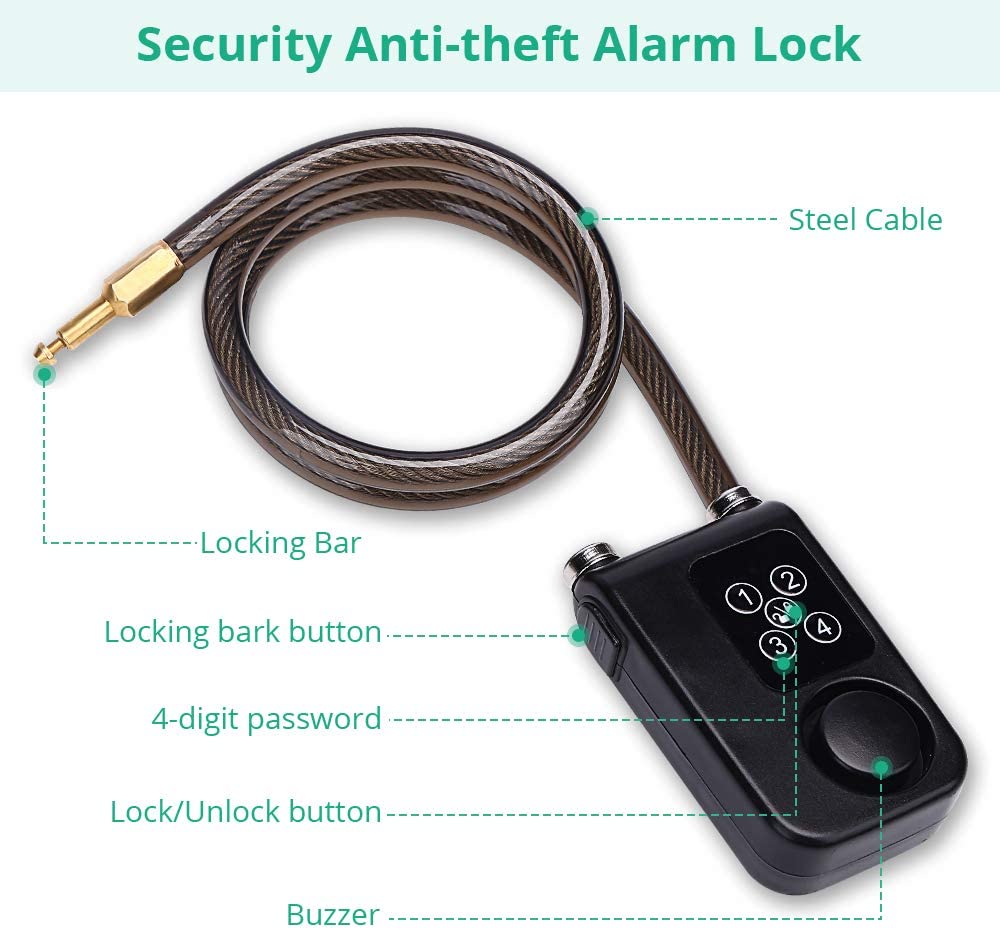 Security Anti-theft Alarm Lock
Steel Cable
Locking Bar
1
2
3
4
Locking bark button
4-digit password
Lock/Unlock button
Buzzer